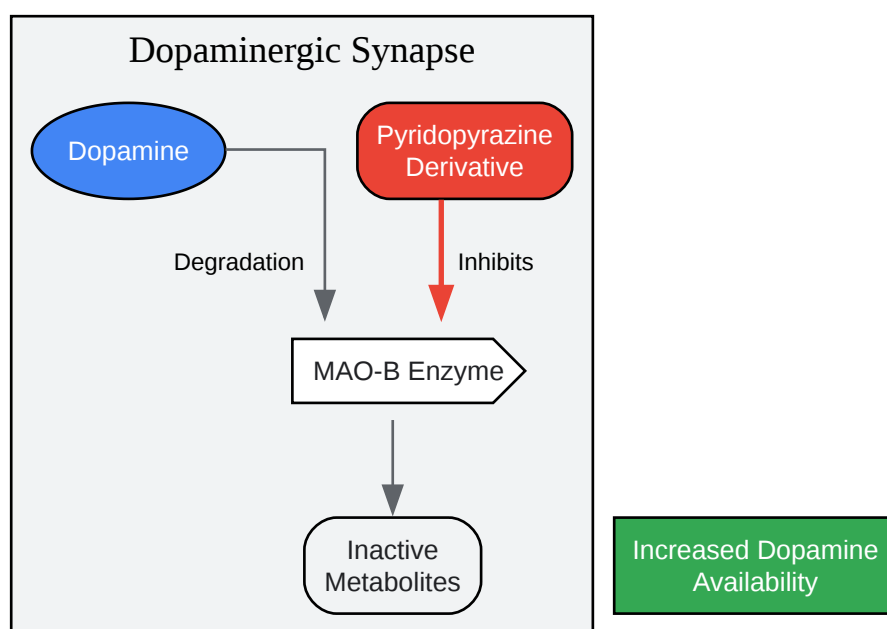 Dopaminergic Synapse
Dopamine
Pyridopyrazine
Derivative
Degradation
Inhibits
MAO-B Enzyme
Inactive
Metabolites
Increased Dopamine
Availability